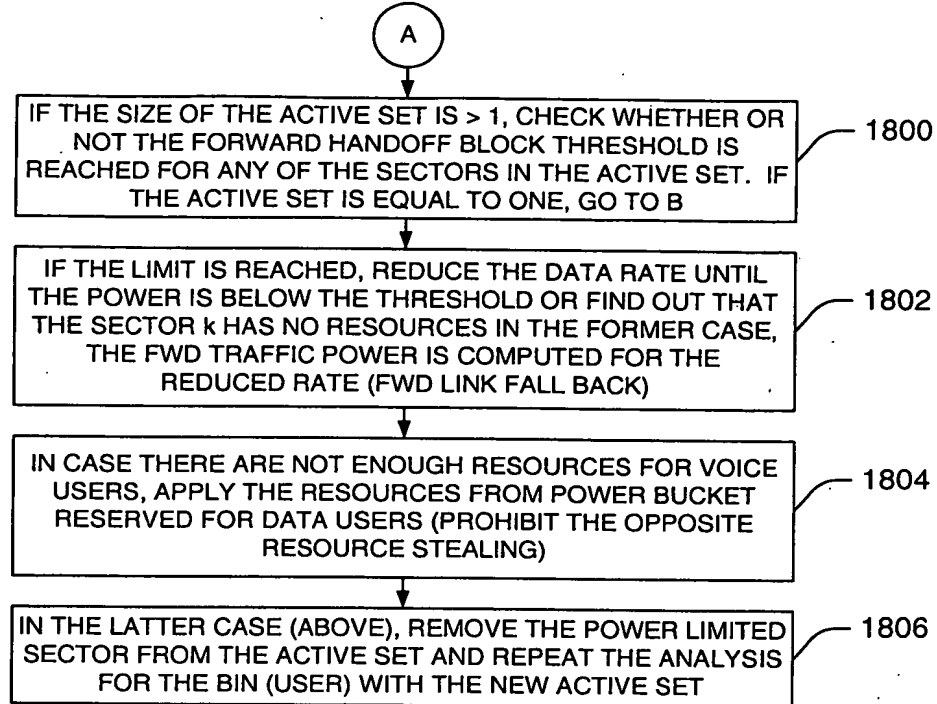 A
IF THE SIZE OF THE ACTIVE SET IS > 1, CHECK WHETHER OR
NOT THE FORWARD HANDOFF BLOCK THRESHOLD IS
REACHED FOR ANY OF THE SECTORS IN THE ACTIVE SET. IF
THE ACTIVE SET IS EQUAL TO ONE, GO TO B
1800
IF THE LIMIT IS REACHED, REDUCE THE DATA RATE UNTIL
THE POWER IS BELOW THE THRESHOLD OR FIND OUT THAT
THE SECTOR k HAS NO RESOURCES IN THE FORMER CASE,
THE FWD TRAFFIC POWER IS COMPUTED FOR THE
REDUCED RATE (FWD LINK FALL BACK)
1802
IN CASE THERE ARE NOT ENOUGH RESOURCES FOR VOICE
USERS, APPLY THE RESOURCES FROM POWER BUCKET
RESERVED FOR DATA USERS (PROHIBIT THE OPPOSITE
RESOURCE STEALING)
1804
IN THE LATTER CASE (ABOVE), REMOVE THE POWER LIMITED
SECTOR FROM THE ACTIVE SET AND REPEAT THE ANALYSIS
FOR THE BIN (USER) WITH THE NEW ACTIVE SET
1806